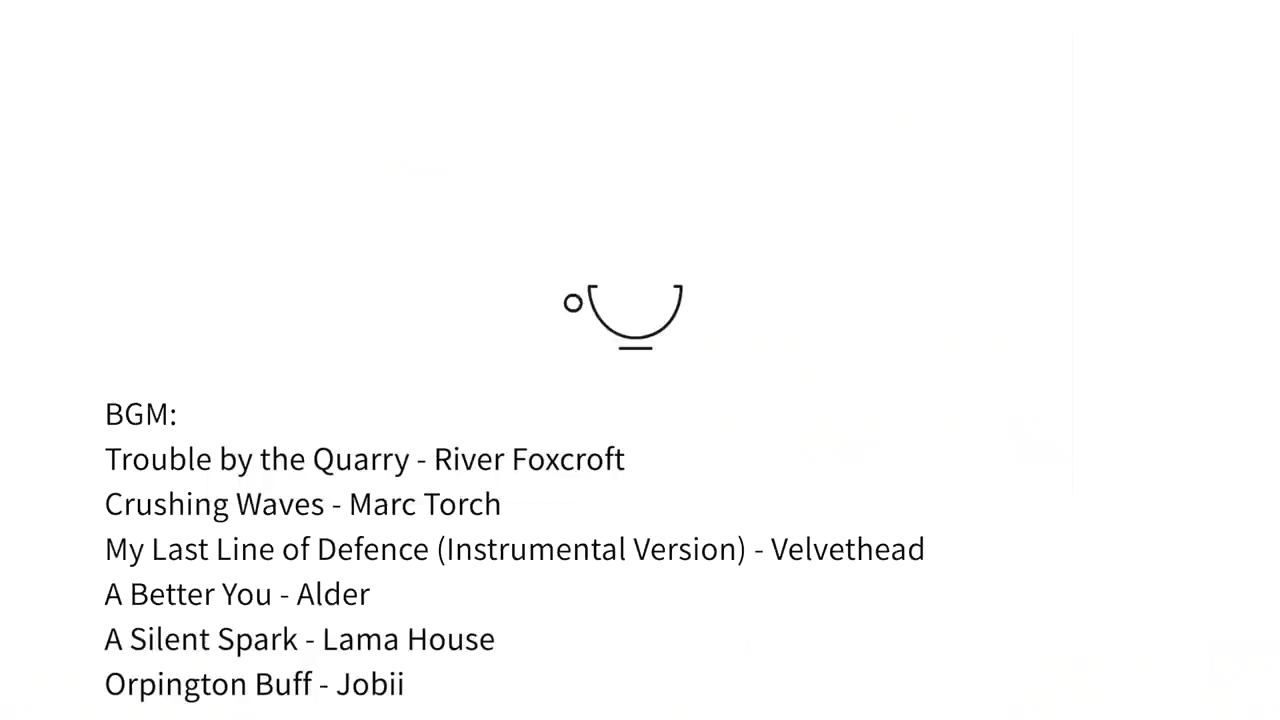 BGM:
Trouble by the Quarry - River Foxcroft
Crushing Waves - Marc Torch
My Last Line of Defence (Instrumental Version) - Velvethead
A Better You - Alder
A Silent Spark - Lama House
Orpington Buff - Jobii